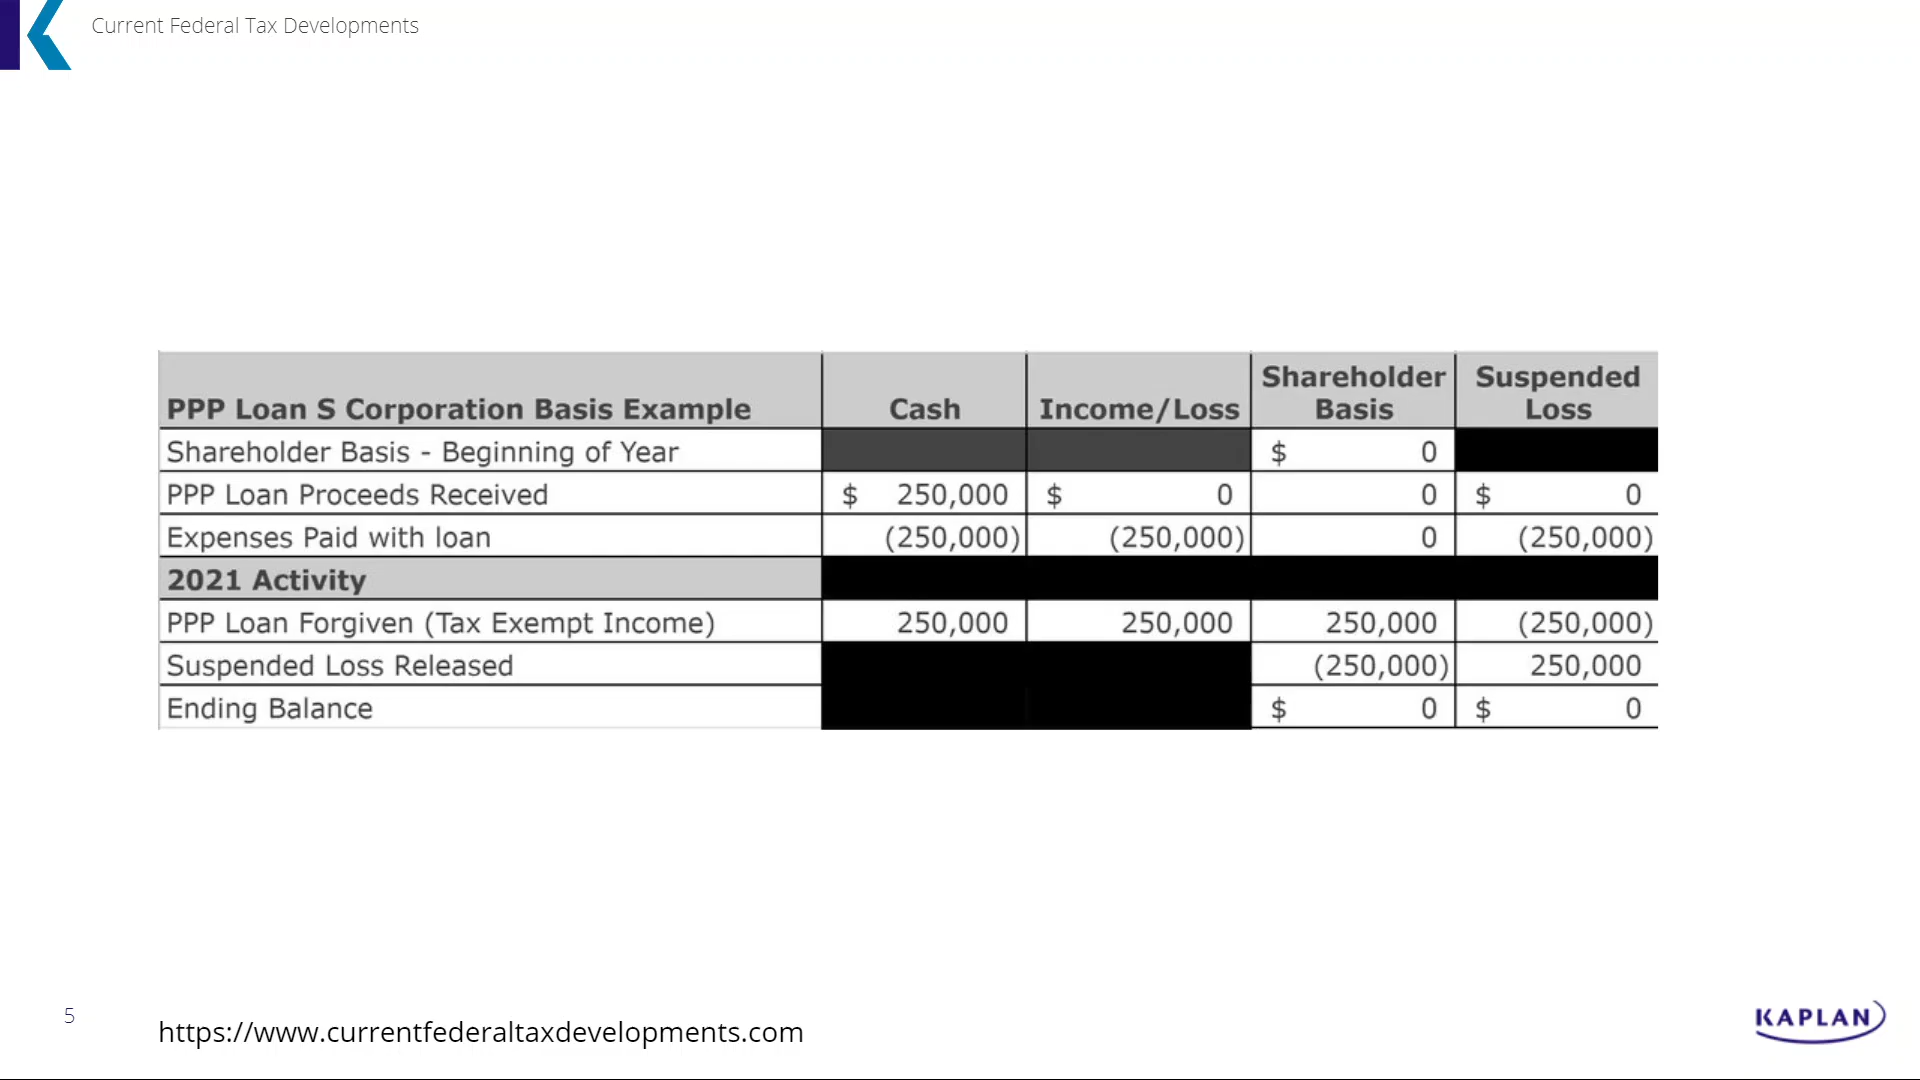 Current Federal Tax Developments
PPP Loan S Corporation Basis Example Cash Income/Loss Shareholder Basis Suspended Loss
Shareholder Basis - Beginning of Year $ 0
PPP Loan Proceeds Received $ 250,000 $ 0 0 $ 0
Expenses Paid with loan (250,000) (250,000) 0 (250,000)
2021 Activity
PPP Loan Forgiven (Tax Exempt Income) 250,000 250,000 250,000 (250,000)
Suspended Loss Released (250,000) 250,000
Ending Balance $ 0 $ 0
5
https://www.currentfederaltaxdevelopments.com
KAPLAN